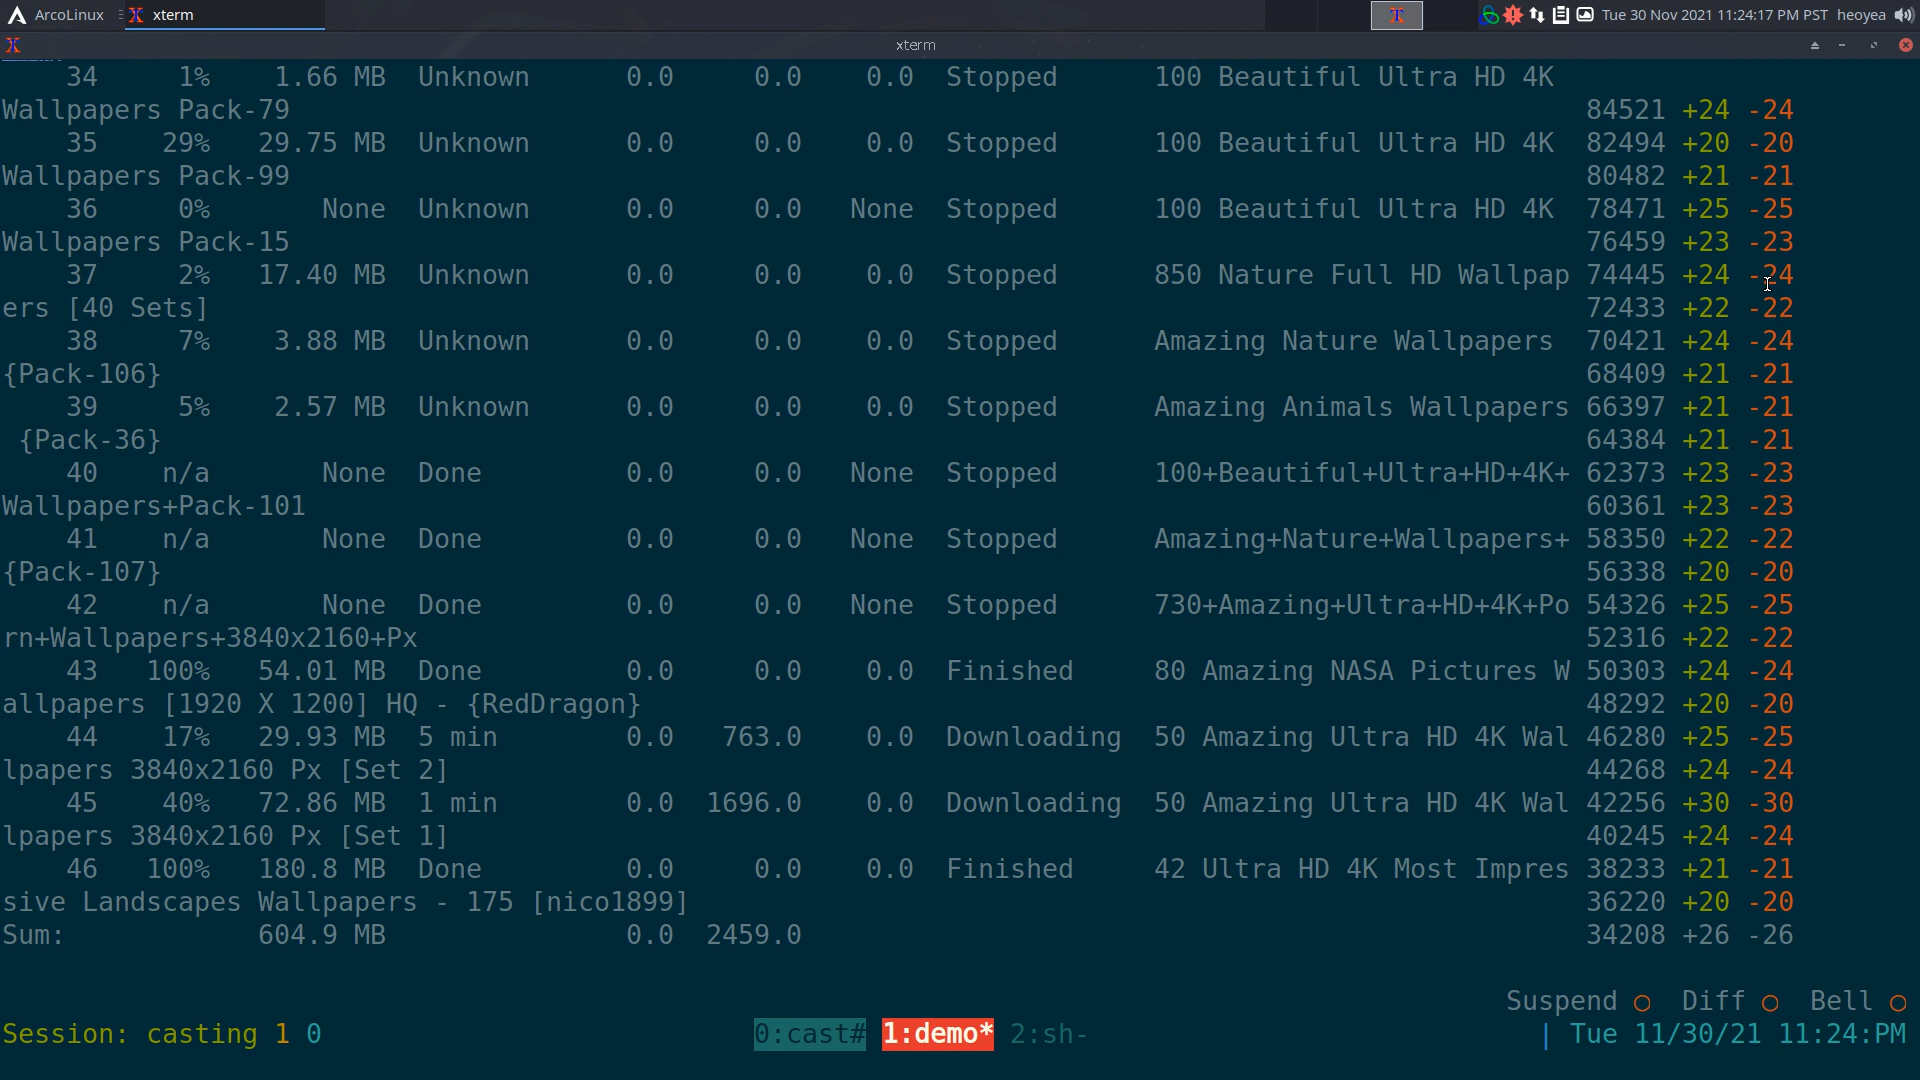 ArcoLinux xterm Tue 30 Nov 2021 11:24:17 PM PST heoyea
xterm
34 1% 1.66 MB Unknown 0.0 0.0 0.0 Stopped 100 Beautiful Ultra HD 4K
Wallpapers Pack-79 84521 +24 -24
35 29% 29.75 MB Unknown 0.0 0.0 0.0 Stopped 100 Beautiful Ultra HD 4K 82494 +20 -20
Wallpapers Pack-99 80482 +21 -21
36 0% None Unknown 0.0 0.0 None Stopped 100 Beautiful Ultra HD 4K 78471 +25 -25
Wallpapers Pack-15 76459 +23 -23
37 2% 17.40 MB Unknown 0.0 0.0 0.0 Stopped 850 Nature Full HD Wallpap 74445 +24 -24
ers [40 Sets] 72433 +22 -22
38 7% 3.88 MB Unknown 0.0 0.0 0.0 Stopped Amazing Nature Wallpapers 70421 +24 -24
{Pack-106} 68409 +21 -21
39 5% 2.57 MB Unknown 0.0 0.0 0.0 Stopped Amazing Animals Wallpapers 66397 +21 -21
{Pack-36} 64384 +21 -21
40 n/a None Done 0.0 0.0 None Stopped 100+Beautiful+Ultra+HD+4K+ 62373 +23 -23
Wallpapers+Pack-101 60361 +23 -23
41 n/a None Done 0.0 0.0 None Stopped Amazing+Nature+Wallpapers+ 58350 +22 -22
{Pack-107} 56338 +20 -20
42 n/a None Done 0.0 0.0 None Stopped 730+Amazing+Ultra+HD+4K+Po 54326 +25 -25
rn+Wallpapers+3840x2160+Px 52316 +22 -22
43 100% 54.01 MB Done 0.0 0.0 0.0 Finished 80 Amazing NASA Pictures W 50303 +24 -24
allpapers [1920 X 1200] HQ - {RedDragon} 48292 +20 -20
44 17% 29.93 MB 5 min 0.0 763.0 0.0 Downloading 50 Amazing Ultra HD 4K Wal 46280 +25 -25
lpapers 3840x2160 Px [Set 2] 44268 +24 -24
45 40% 72.86 MB 1 min 0.0 1696.0 0.0 Downloading 50 Amazing Ultra HD 4K Wal 42256 +30 -30
lpapers 3840x2160 Px [Set 1] 40245 +24 -24
46 100% 180.8 MB Done 0.0 0.0 0.0 Finished 42 Ultra HD 4K Most Impres 38233 +21 -21
sive Landscapes Wallpapers - 175 [nico1899] 36220 +20 -20
Sum: 604.9 MB 0.0 2459.0 34208 +26 -26
Suspend ○ Diff ○ Bell ○
Session: casting 1 0 0:cast# 1:demo* 2:sh- | Tue 11/30/21 11:24:PM